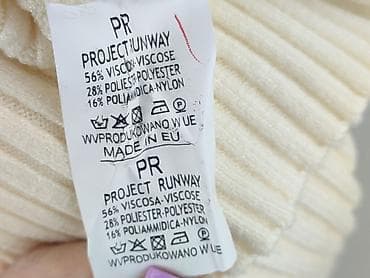 PR
PROJECT RUNWAY
56% VISCOSA-VISCOSE
28% POLIESTER-POLYESTER
16% POLIAMMIDICA-NYLON
WYPRODUKOWANO W UE
MADE IN EU
PR
PROJECT RUNWAY
56% VISCOSA-VISCOSE
28% POLIESTER-POLYESTER
16% POLIAMMIDICA-NYLON
WYPRODUKOWANO W UE